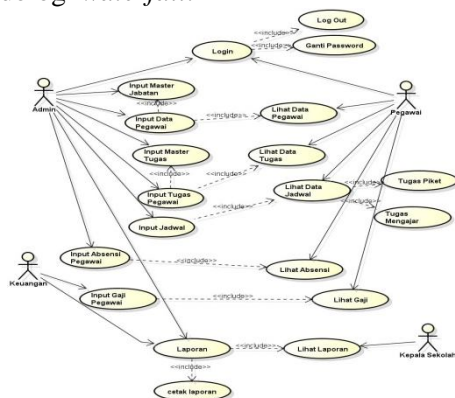 Log Out
Login
<<include>>
<<include>>
Ganti Password
Input Master
Jabatan
Admin
Pegawai
<<include>>
Input Data
Pegawai
<<include>>
Lihat Data
Pegawai
Input Master
Tugas
Lihat Data
Tugas
<<include>>
<<include>>
Input Tugas
Pegawai
Lihat Data
Jadwal
<<include>>
Tugas Piket
<<include>>
Input Jadwal
<<include>>
Tugas
Mengajar
Input Absensi
Pegawai
<<include>>
Lihat Absensi
Keuangan
Input Gaji
Pegawai
<<include>>
Lihat Gaji
Laporan
<<include>>
Lihat Laporan
Kepala Sekolah
<<include>>
cetak laporan